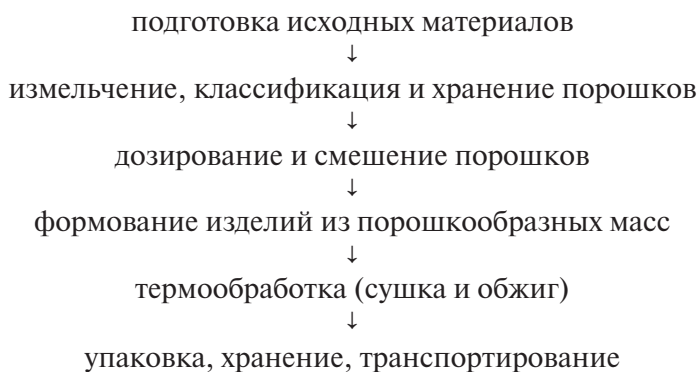 подготовка исходных материалов
↓
измельчение, классификация и хранение порошков
↓
дозирование и смешение порошков
↓
формование изделий из порошкообразных масс
↓
термообработка (сушка и обжиг)
↓
упаковка, хранение, транспортирование